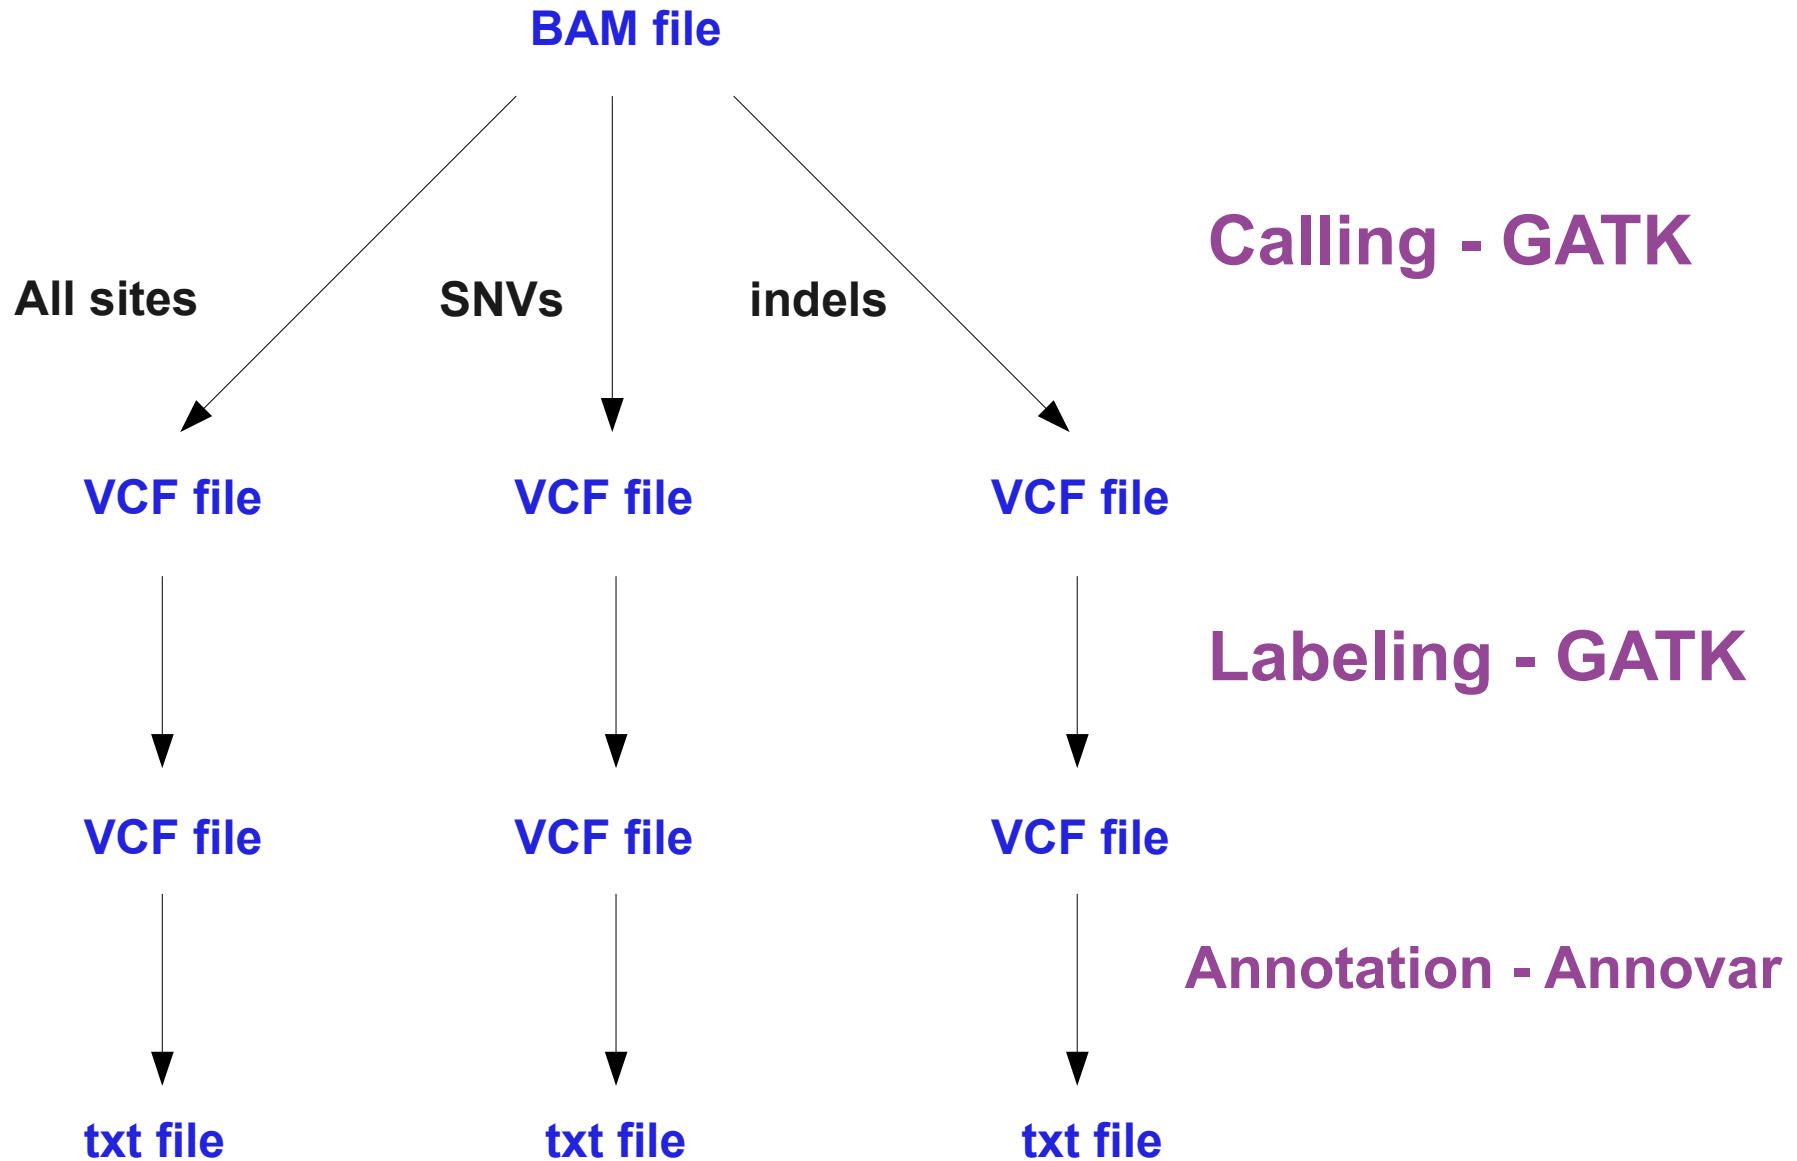 BAM file
Calling - GATK
All sites
SNVs
indels
VCF file
VCF file
VCF file
Labeling - GATK
VCF file
VCF file
VCF file
Annotation - Annovar
txt file
txt file
txt file